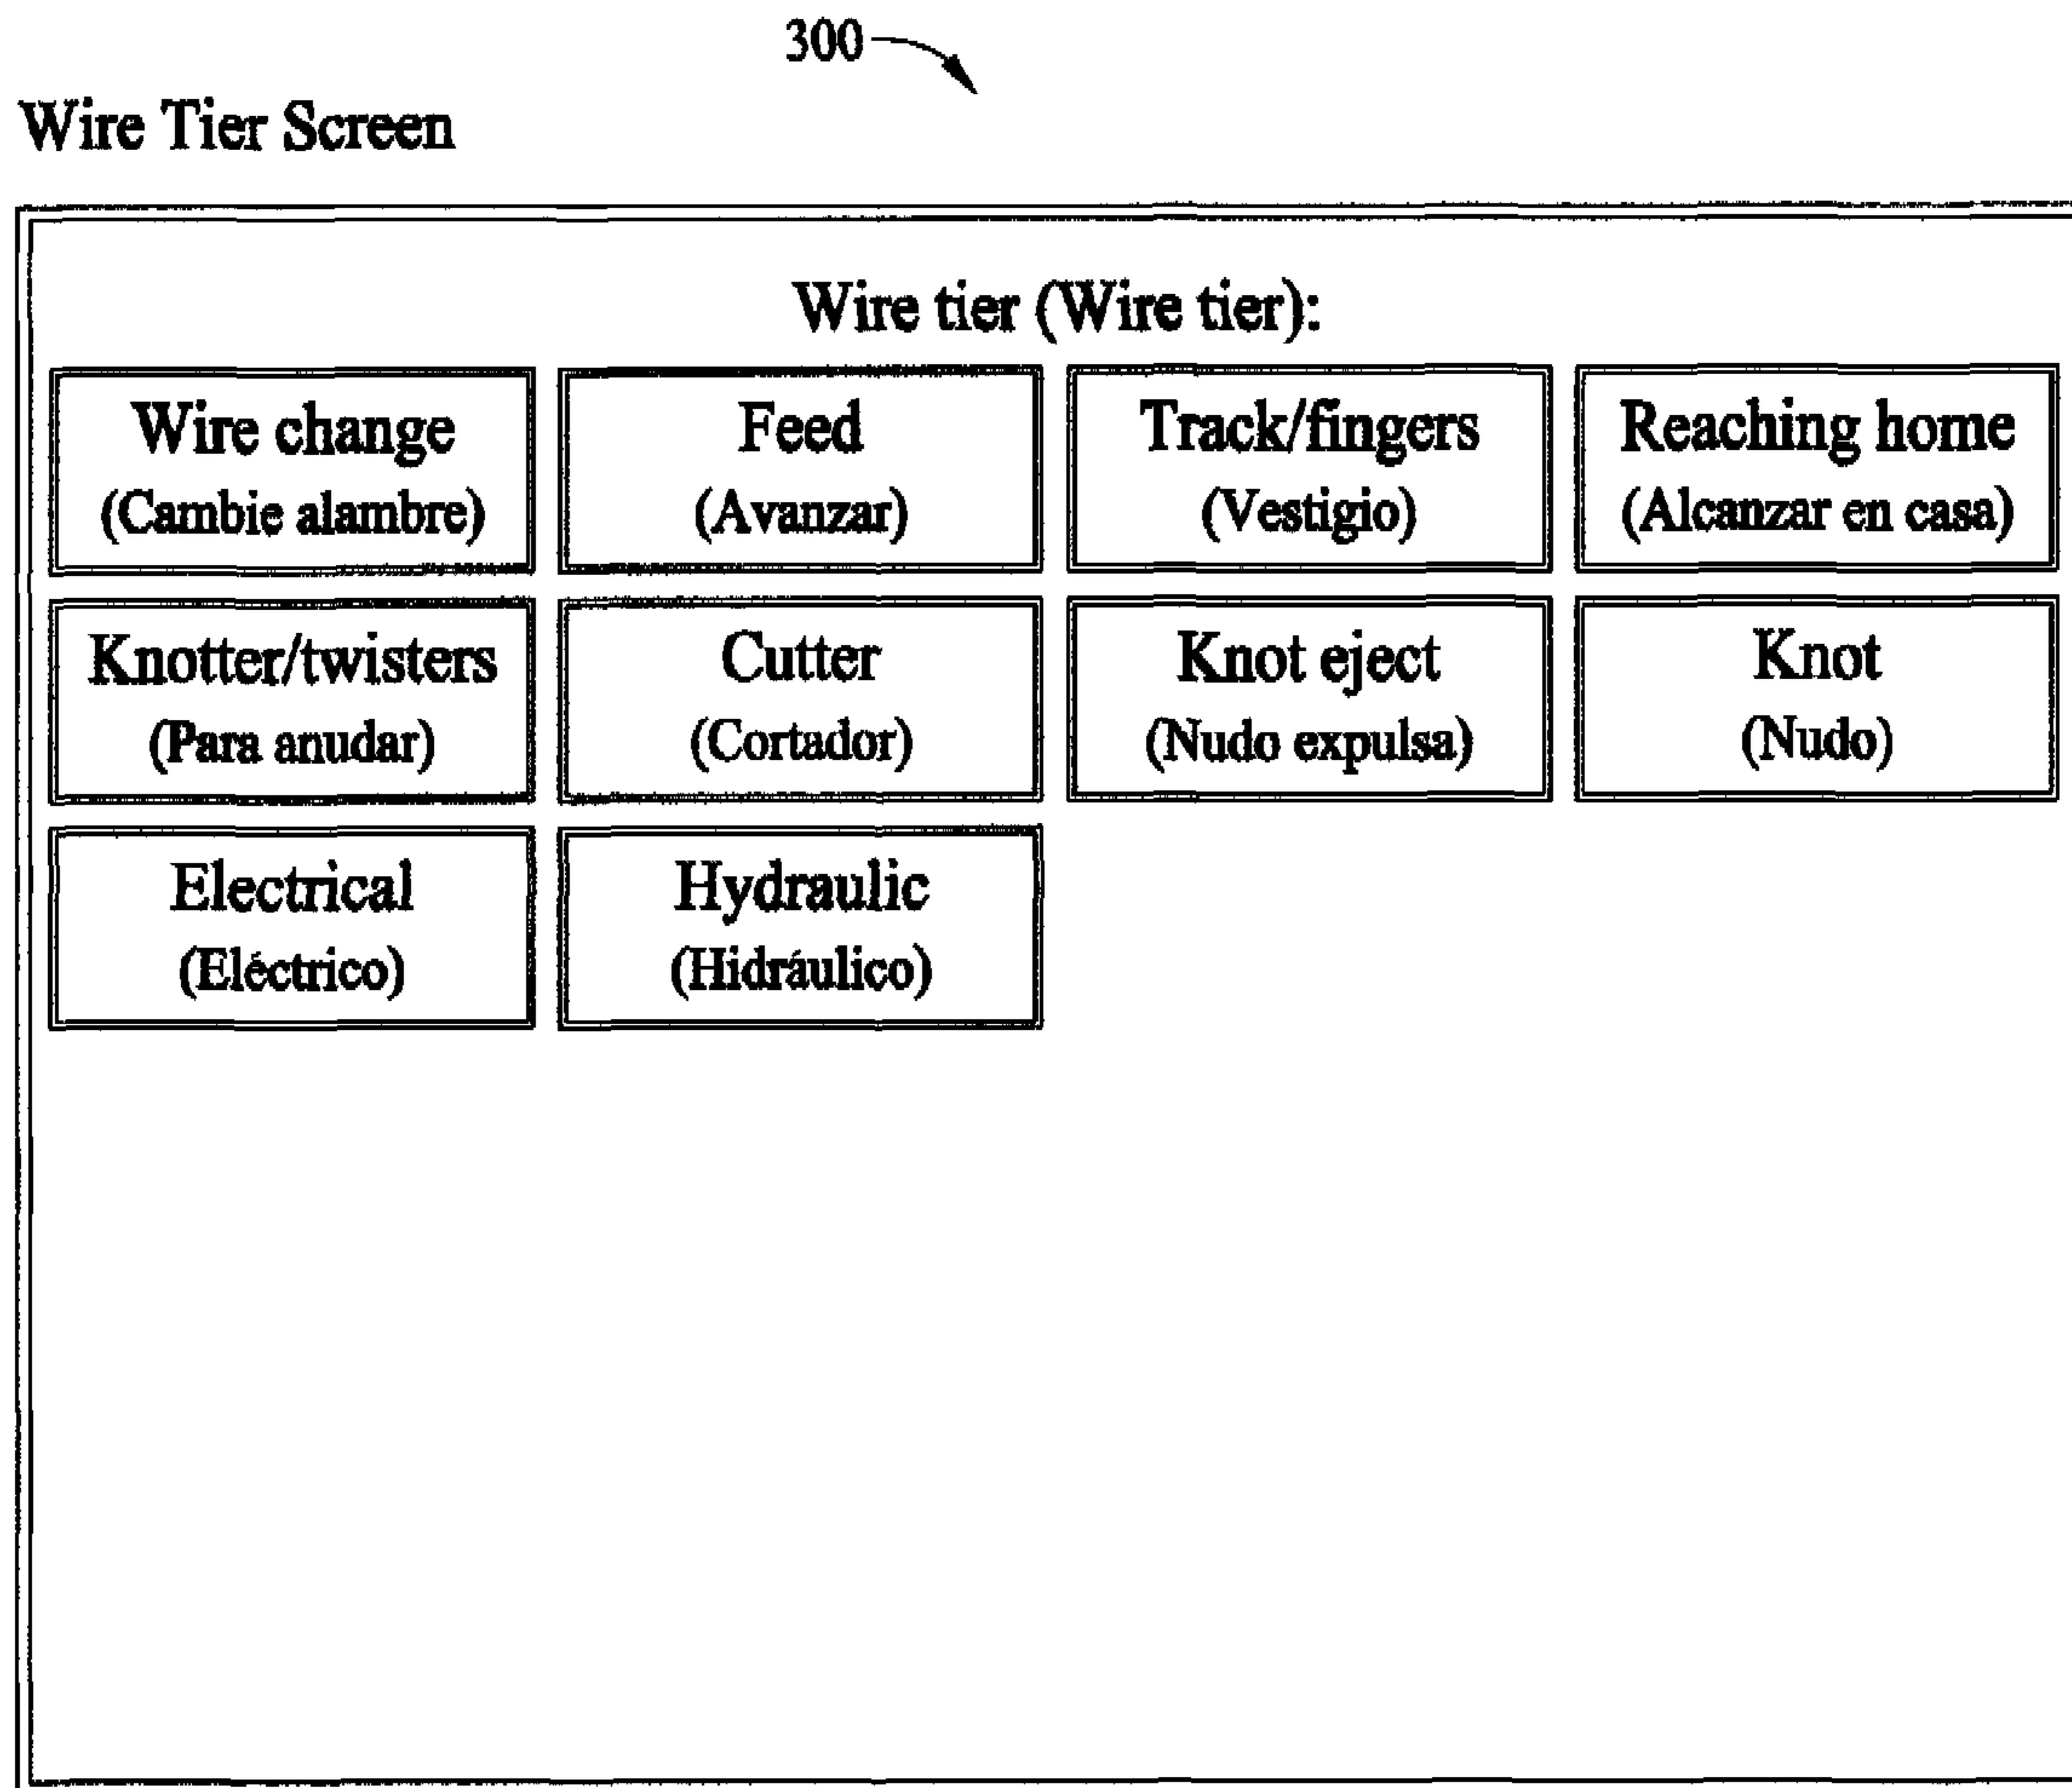 300
Wire Tier Screen
Wire tier (Wire tier):
Wire change
(Cambie alambre)
Feed
(Avanzar)
Track/fingers
(Vestigio)
Reaching home
(Alcanzar en casa)
Knotter/twisters
(Para anudar)
Cutter
(Cortador)
Knot eject
(Nudo expulsa)
Knot
(Nudo)
Electrical
(Eléctrico)
Hydraulic
(Hidráulico)